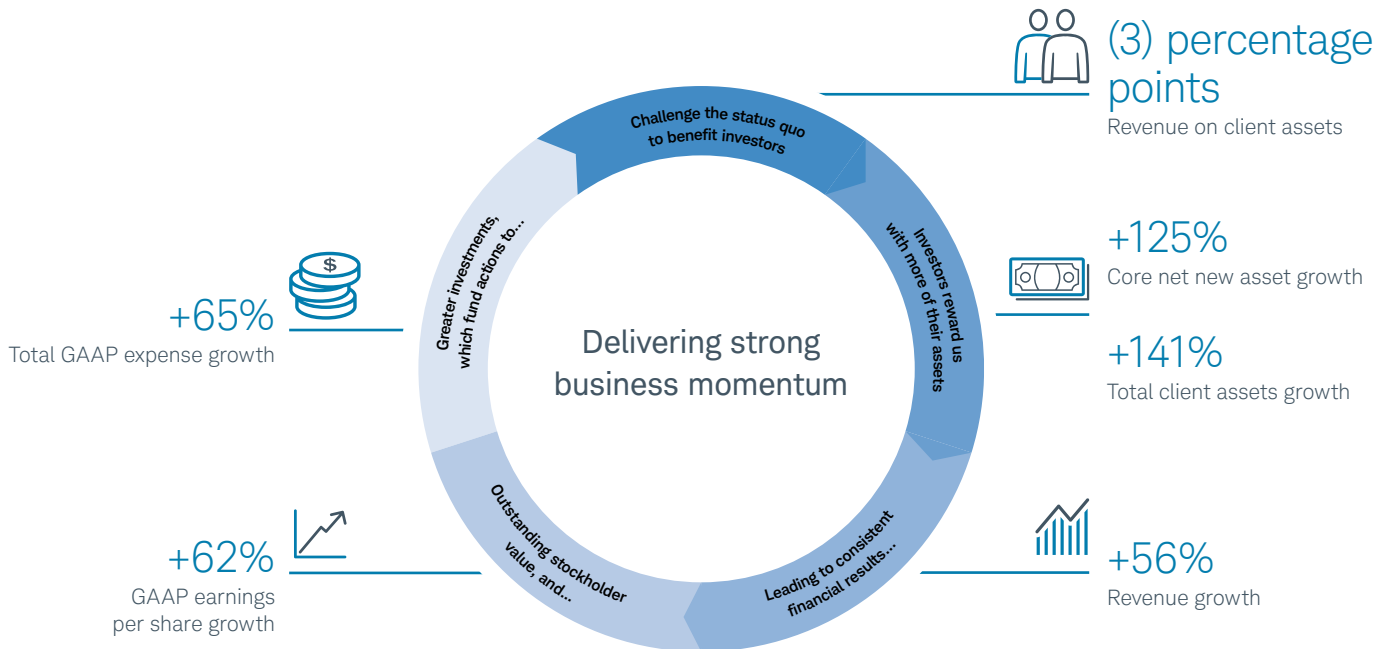 (3) percentage
points
Revenue on client assets
Challenge the status quo
to benefit investors
+125%
Core net new asset growth
Investors reward us
with more of their assets
+141%
Total client assets growth
+56%
Revenue growth
Leading to consistent
financial results...
Outstanding stockholder
value, and...
+62%
GAAP earnings
per share growth
Greater investments,
which fund actions to...
$
+65%
Total GAAP expense growth
Delivering strong
business momentum